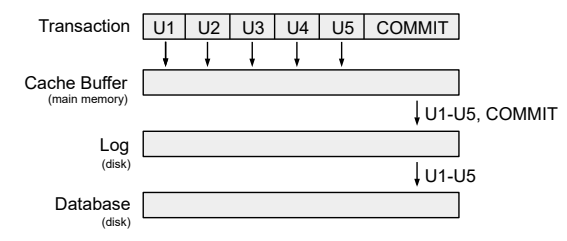 Transaction U1 U2 U3 U4 U5 COMMIT
Cache Buffer
(main memory)
U1-U5, COMMIT
Log
(disk)
U1-U5
Database
(disk)